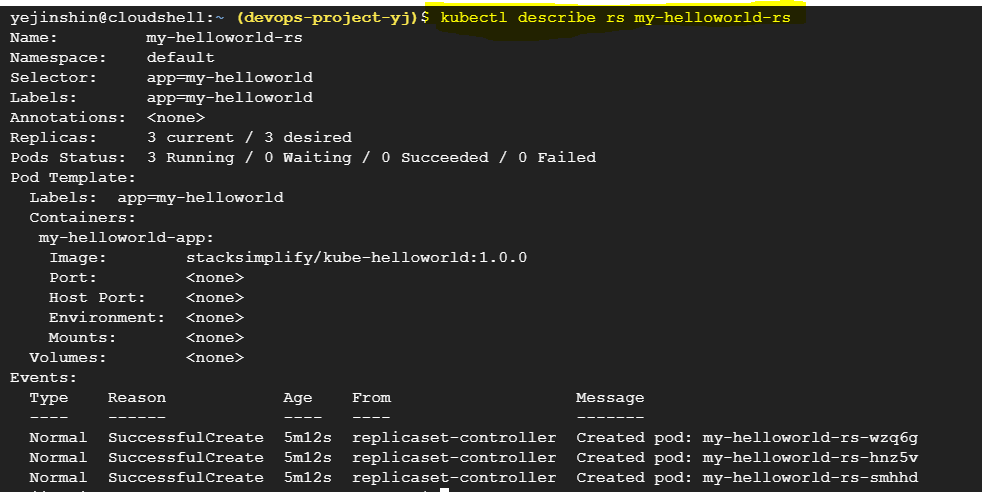 yejinshin@cloudshell:~ (devops-project-yj)$ kubectl describe rs my-helloworld-rs
Name:         my-helloworld-rs
Namespace:    default
Selector:     app=my-helloworld
Labels:       app=my-helloworld
Annotations:  <none>
Replicas:     3 current / 3 desired
Pods Status:  3 Running / 0 Waiting / 0 Succeeded / 0 Failed
Pod Template:
  Labels:  app=my-helloworld
  Containers:
   my-helloworld-app:
    Image:        stacksimplify/kube-helloworld:1.0.0
    Port:         <none>
    Host Port:    <none>
    Environment:  <none>
    Mounts:       <none>
  Volumes:        <none>
Events:
  Type    Reason            Age    From                   Message
  ----    ------            ----   ----                   -------
  Normal  SuccessfulCreate  5m12s  replicaset-controller  Created pod: my-helloworld-rs-wzq6g
  Normal  SuccessfulCreate  5m12s  replicaset-controller  Created pod: my-helloworld-rs-hnz5v
  Normal  SuccessfulCreate  5m12s  replicaset-controller  Created pod: my-helloworld-rs-smhhd